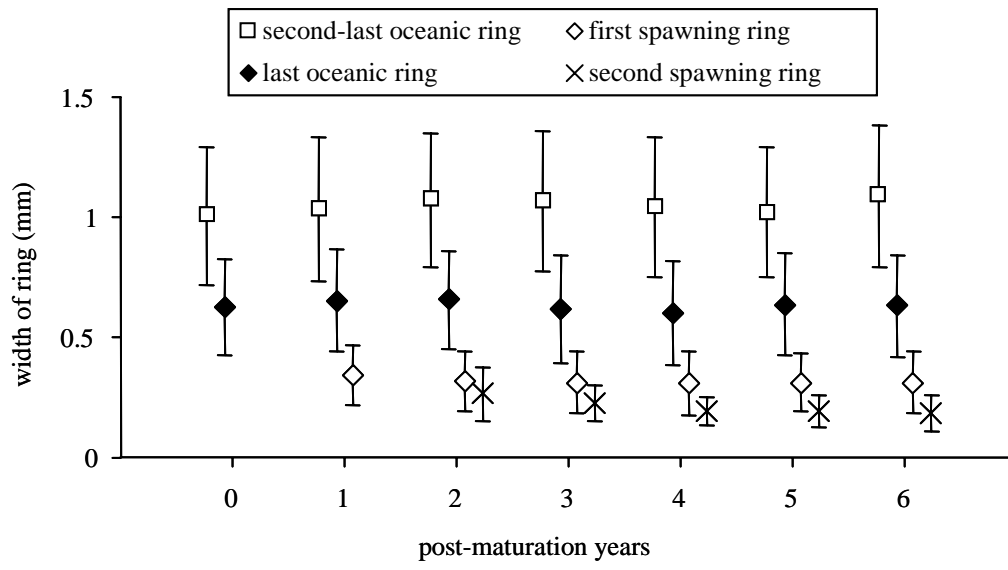 second-last oceanic ring first spawning ring
last oceanic ring second spawning ring
1.5
1
0.5
0
width of ring (mm)
0 1 2 3 4 5 6
post-maturation years